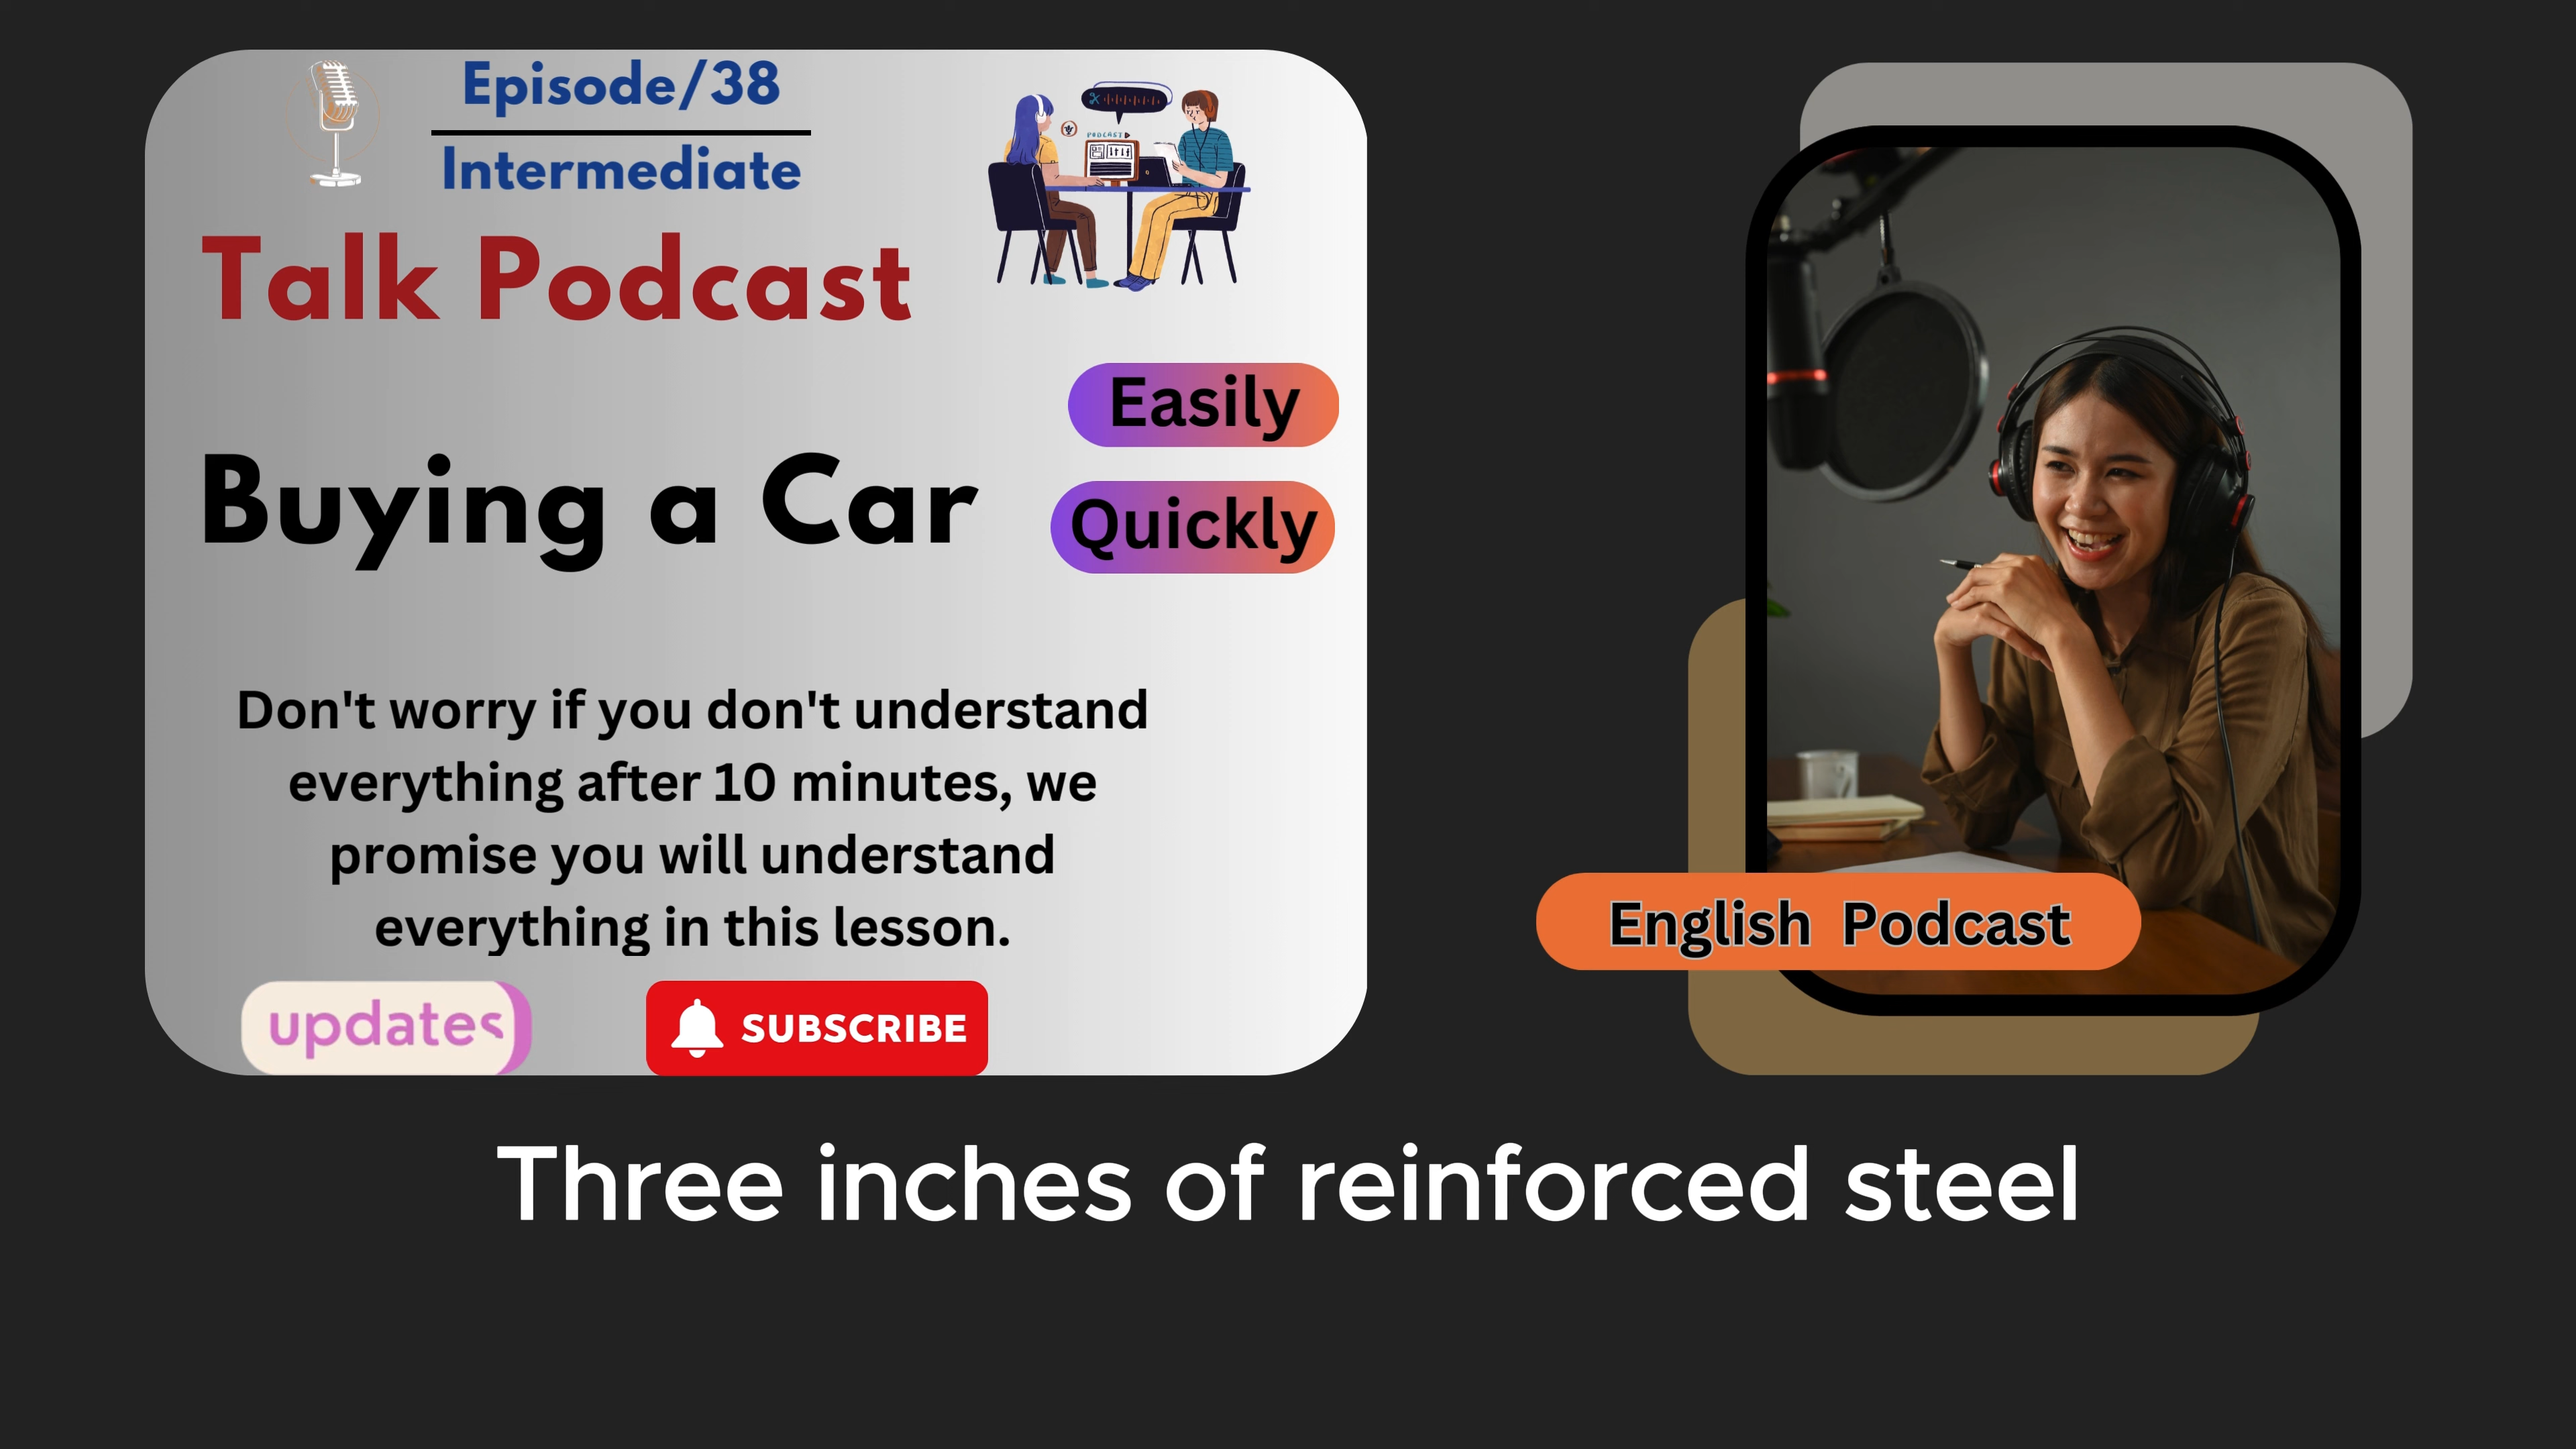 Episode/38
Intermediate
Talk Podcast
PODCAST
Easily
Buying a Car
Quickly
Don't worry if you don't understand
everything after 10 minutes, we
promise you will understand
everything in this lesson.
updates
SUBSCRIBE
English Podcast
Three inches of reinforced steel